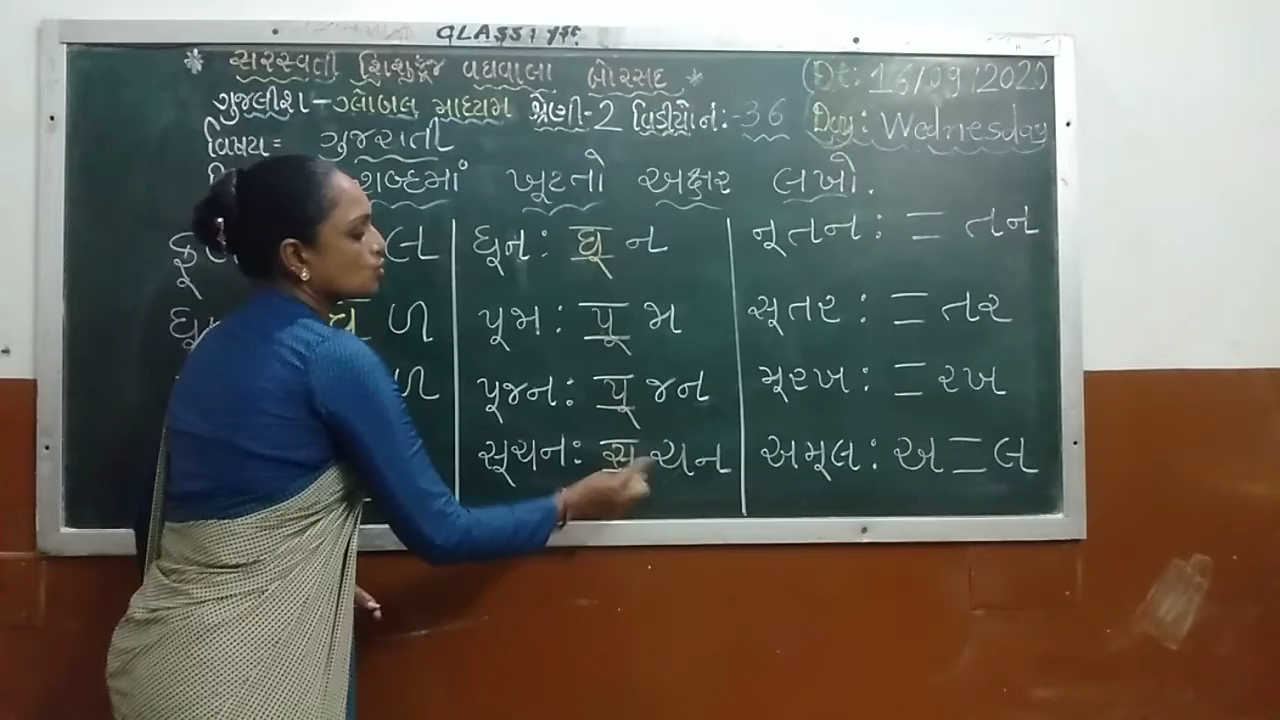 CLASSTYPE
* સરસ્વતી શિશુકૂંજ વઘવાલા બોરસદ *
(Dt: 16/09/2020)
ગુજલીશ - ગ્લોબલ માધ્યમ શ્રેણી-2 વિડીયો નં:-36
Day: Wednesday
વિષય= ગુજરાતી
શબ્દમાં ખૂટતો અક્ષર લખો.
લ
ળ
ળ
ધૂન: ધૂ ન
પૂમ: પૂ મ
પૂજન: પૂ જન
સૂચન: સ ચન
નૂતન: = તન
સૂતર: = તર
મૂરખ: = રખ
અમૂલ: અ = લ